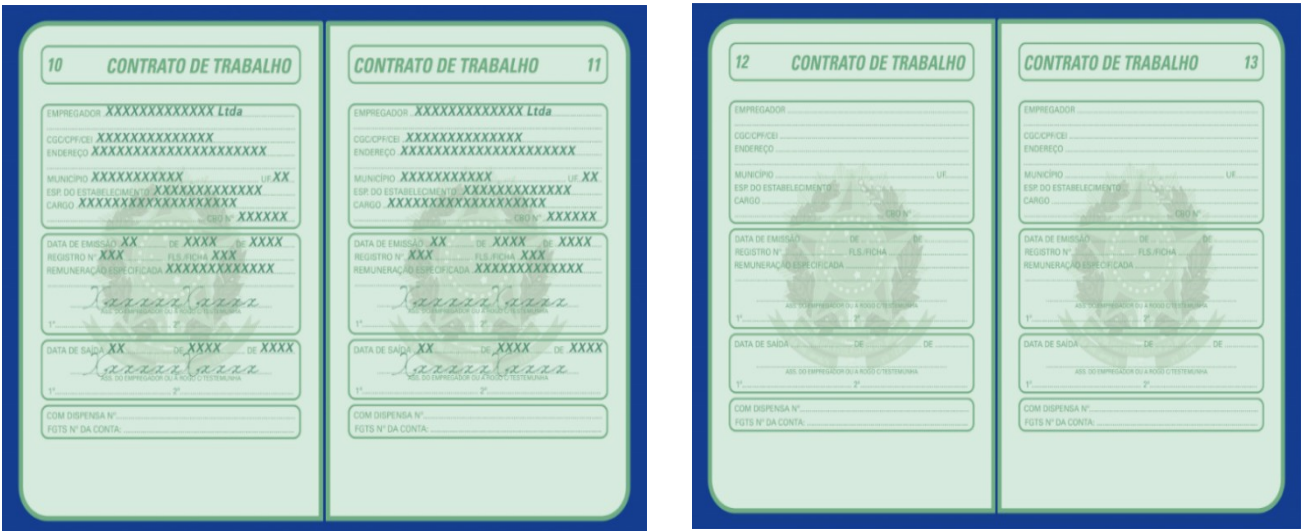 10 CONTRATO DE TRABALHO
EMPREGADOR XXXXXXXXXXXXX Ltda
CGC/CPF/CEI XXXXXXXXXXXXXX
ENDEREÇO XXXXXXXXXXXXXXXXXXXXX
MUNICÍPIO XXXXXXXXXXX UF XX
ESP. DO ESTABELECIMENTO XXXXXXXXXXXXX
CARGO XXXXXXXXXXXXXXXXXXX
CBO Nº XXXXXX
DATA DE EMISSÃO XX DE XXXX DE XXXX
REGISTRO Nº XXX FLS./FICHA XXX
REMUNERAÇÃO ESPECIFICADA XXXXXXXXXXXXX
Xxxxxx Xxxxx
ASS. DO EMPREGADOR OU A ROGO C/TESTEMUNHA
1º 2º
DATA DE SAÍDA XX DE XXXX DE XXXX
Xxxxxx Xxxxx
ASS. DO EMPREGADOR OU A ROGO C/TESTEMUNHA
1º 2º
COM DISPENSA Nº
FGTS Nº DA CONTA:
CONTRATO DE TRABALHO 11
EMPREGADOR XXXXXXXXXXXXX Ltda
CGC/CPF/CEI XXXXXXXXXXXXXX
ENDEREÇO XXXXXXXXXXXXXXXXXXXXX
MUNICÍPIO XXXXXXXXXXX UF XX
ESP. DO ESTABELECIMENTO XXXXXXXXXXXXX
CARGO XXXXXXXXXXXXXXXXXXX
CBO Nº XXXXXX
DATA DE EMISSÃO XX DE XXXX DE XXXX
REGISTRO Nº XXX FLS./FICHA XXX
REMUNERAÇÃO ESPECIFICADA XXXXXXXXXXXXX
Xxxxxx Xxxxx
ASS. DO EMPREGADOR OU A ROGO C/TESTEMUNHA
1º 2º
DATA DE SAÍDA XX DE XXXX DE XXXX
Xxxxxx Xxxxx
ASS. DO EMPREGADOR OU A ROGO C/TESTEMUNHA
1º 2º
COM DISPENSA Nº
FGTS Nº DA CONTA:
12 CONTRATO DE TRABALHO
EMPREGADOR
CGC/CPF/CEI
ENDEREÇO
MUNICÍPIO UF
ESP. DO ESTABELECIMENTO
CARGO
CBO Nº
DATA DE EMISSÃO DE DE
REGISTRO Nº FLS./FICHA
REMUNERAÇÃO ESPECIFICADA
ASS. DO EMPREGADOR OU A ROGO C/TESTEMUNHA
1º 2º
DATA DE SAÍDA DE DE
ASS. DO EMPREGADOR OU A ROGO C/TESTEMUNHA
1º 2º
COM DISPENSA Nº
FGTS Nº DA CONTA:
CONTRATO DE TRABALHO 13
EMPREGADOR
CGC/CPF/CEI
ENDEREÇO
MUNICÍPIO UF
ESP. DO ESTABELECIMENTO
CARGO
CBO Nº
DATA DE EMISSÃO DE DE
REGISTRO Nº FLS./FICHA
REMUNERAÇÃO ESPECIFICADA
ASS. DO EMPREGADOR OU A ROGO C/TESTEMUNHA
1º 2º
DATA DE SAÍDA DE DE
ASS. DO EMPREGADOR OU A ROGO C/TESTEMUNHA
1º 2º
COM DISPENSA Nº
FGTS Nº DA CONTA: